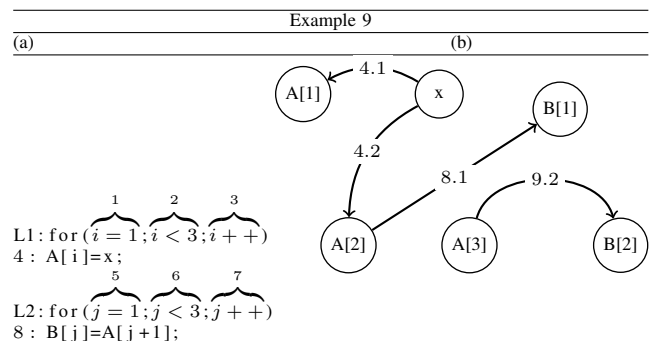 Example 9
(a) (b)
4.1
A[1] x
B[1]
4.2
8.1 9.2
1 2 3
L1: for (i = 1; i < 3; i + +)
A[2] A[3] B[2]
4 : A[i]=x;
5 6 7
L2: for (j = 1; j < 3; j + +)
8 : B[j]=A[j+1];